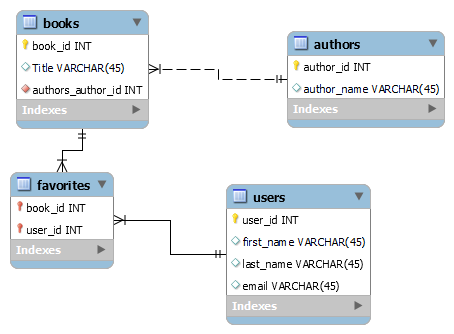 books
book_id INT
Title VARCHAR(45)
authors_author_id INT
Indexes
authors
author_id INT
author_name VARCHAR(45)
Indexes
favorites
book_id INT
user_id INT
Indexes
users
user_id INT
first_name VARCHAR(45)
last_name VARCHAR(45)
email VARCHAR(45)
Indexes